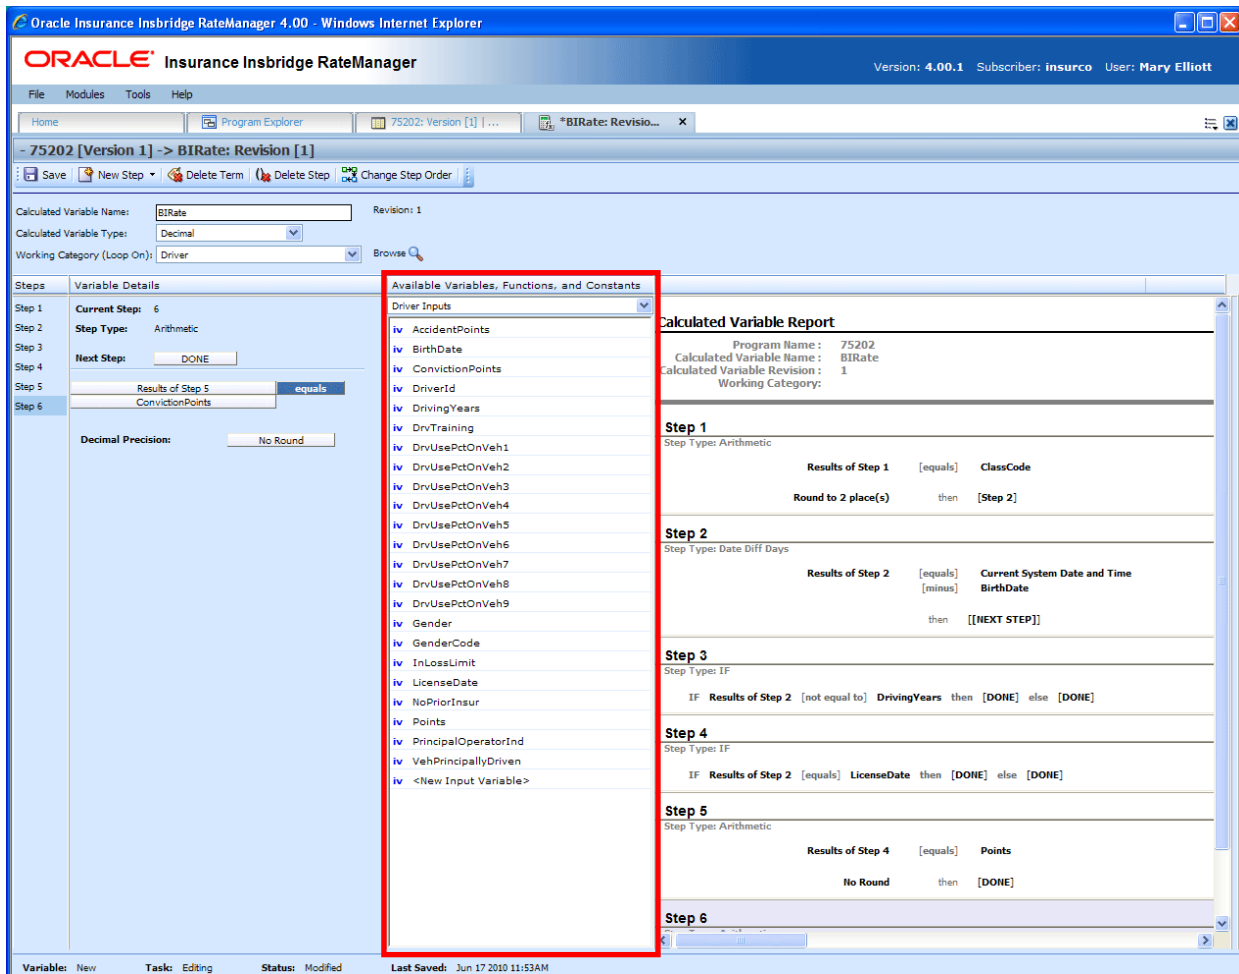 Oracle Insurance Insbridge RateManager 4.00 - Windows Internet Explorer
ORACLE Insurance Insbridge RateManager
Version: 4.00.1 Subscriber: insurco User: Mary Elliott
File Modules Tools Help
Home Program Explorer 75202: Version [1] | ... *BIRate: Revisio... X
- 75202 [Version 1] -> BIRate: Revision [1]
Save New Step Delete Term Delete Step Change Step Order
Calculated Variable Name: BIRate Revision: 1
Calculated Variable Type: Decimal
Working Category (Loop On): Driver Browse
Steps Variable Details Available Variables, Functions, and Constants
Step 1
Step 2
Step 3
Step 4
Step 5
Step 6
Current Step: 6
Step Type: Arithmetic
Next Step: DONE
Results of Step 5 equals
ConvictionPoints
Decimal Precision: No Round
Driver Inputs
iv AccidentPoints
iv BirthDate
iv ConvictionPoints
iv DriverId
iv DrivingYears
iv DrvTraining
iv DrvUsePctOnVeh1
iv DrvUsePctOnVeh2
iv DrvUsePctOnVeh3
iv DrvUsePctOnVeh4
iv DrvUsePctOnVeh5
iv DrvUsePctOnVeh6
iv DrvUsePctOnVeh7
iv DrvUsePctOnVeh8
iv DrvUsePctOnVeh9
iv Gender
iv GenderCode
iv InLossLimit
iv LicenseDate
iv NoPriorInsur
iv Points
iv PrincipalOperatorInd
iv VehPrincipallyDriven
iv <New Input Variable>
Calculated Variable Report
Program Name : 75202
Calculated Variable Name : BIRate
Calculated Variable Revision : 1
Working Category:
Step 1
Step Type: Arithmetic
Results of Step 1 [equals] ClassCode
Round to 2 place(s) then [Step 2]
Step 2
Step Type: Date Diff Days
Results of Step 2 [equals] Current System Date and Time
[minus] BirthDate
then [[NEXT STEP]]
Step 3
Step Type: IF
IF Results of Step 2 [not equal to] DrivingYears then [DONE] else [DONE]
Step 4
Step Type: IF
IF Results of Step 2 [equals] LicenseDate then [DONE] else [DONE]
Step 5
Step Type: Arithmetic
Results of Step 4 [equals] Points
No Round then [DONE]
Step 6
Variable: New Task: Editing Status: Modified Last Saved: Jun 17 2010 11:53AM